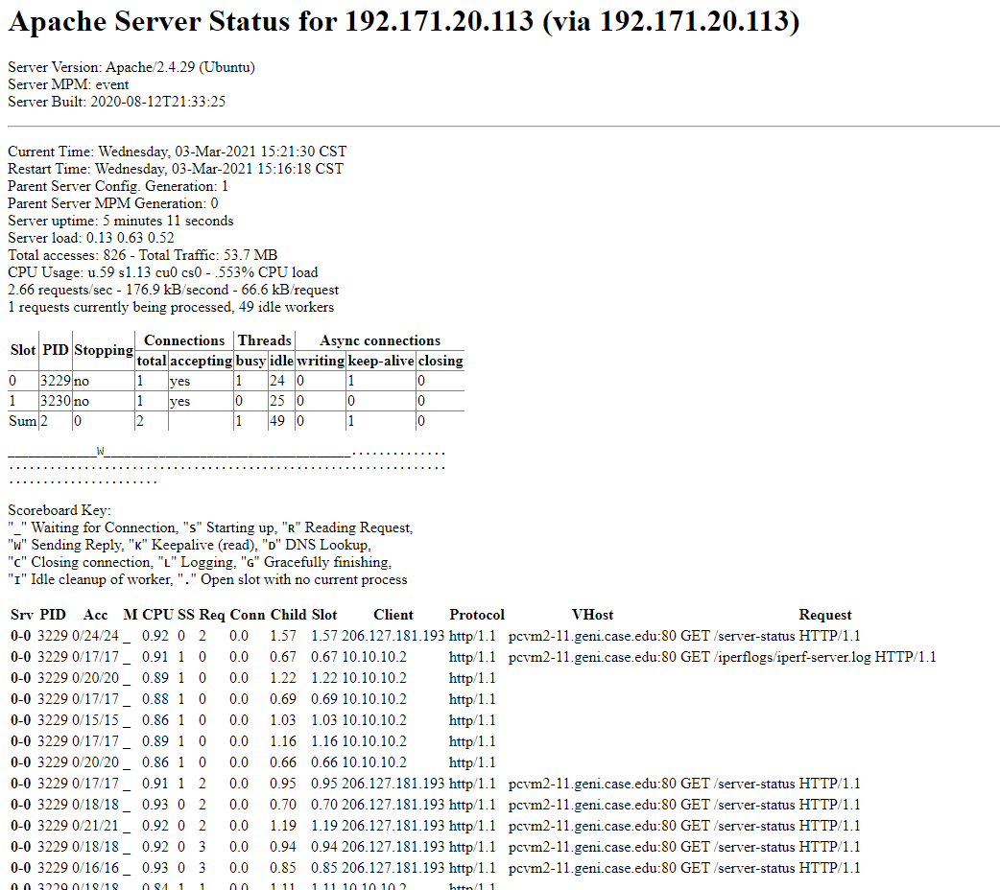 Apache Server Status for 192.171.20.113 (via 192.171.20.113)
Server Version: Apache/2.4.29 (Ubuntu)
Server MPM: event
Server Built: 2020-08-12T21:33:25
Current Time: Wednesday, 03-Mar-2021 15:21:30 CST
Restart Time: Wednesday, 03-Mar-2021 15:16:18 CST
Parent Server Config. Generation: 1
Parent Server MPM Generation: 0
Server uptime: 5 minutes 11 seconds
Server load: 0.13 0.63 0.52
Total accesses: 826 - Total Traffic: 53.7 MB
CPU Usage: u.59 s1.13 cu0 cs0 - .553% CPU load
2.66 requests/sec - 176.9 kB/second - 66.6 kB/request
1 requests currently being processed, 49 idle workers
Slot PID Stopping Connections Threads Async connections
total accepting busy idle writing keep-alive closing
0 3229 no 1 yes 1 24 0 1 0
1 3230 no 1 yes 0 25 0 0 0
Sum 2 0 2 1 49 0 1 0
_____________W____________________________________..............
................................................................
......................
Scoreboard Key:
"_" Waiting for Connection, "S" Starting up, "R" Reading Request,
"W" Sending Reply, "K" Keepalive (read), "D" DNS Lookup,
"C" Closing connection, "L" Logging, "G" Gracefully finishing,
"I" Idle cleanup of worker, "." Open slot with no current process
Srv PID Acc M CPU SS Req Conn Child Slot Client Protocol VHost Request
0-0 3229 0/24/24 _ 0.92 0 2 0.0 1.57 1.57 206.127.181.193 http/1.1 pcvm2-11.geni.case.edu:80 GET /server-status HTTP/1.1
0-0 3229 0/17/17 _ 0.91 1 0 0.0 0.67 0.67 10.10.10.2 http/1.1 pcvm2-11.geni.case.edu:80 GET /iperflogs/iperf-server.log HTTP/1.1
0-0 3229 0/20/20 _ 0.89 1 0 0.0 1.22 1.22 10.10.10.2 http/1.1
0-0 3229 0/17/17 _ 0.88 1 0 0.0 0.69 0.69 10.10.10.2 http/1.1
0-0 3229 0/15/15 _ 0.86 1 0 0.0 1.03 1.03 10.10.10.2 http/1.1
0-0 3229 0/17/17 _ 0.89 1 0 0.0 1.16 1.16 10.10.10.2 http/1.1
0-0 3229 0/20/20 _ 0.86 1 0 0.0 0.66 0.66 10.10.10.2 http/1.1
0-0 3229 0/17/17 _ 0.91 1 2 0.0 0.95 0.95 206.127.181.193 http/1.1 pcvm2-11.geni.case.edu:80 GET /server-status HTTP/1.1
0-0 3229 0/18/18 _ 0.93 0 2 0.0 0.70 0.70 206.127.181.193 http/1.1 pcvm2-11.geni.case.edu:80 GET /server-status HTTP/1.1
0-0 3229 0/21/21 _ 0.92 0 2 0.0 1.19 1.19 206.127.181.193 http/1.1 pcvm2-11.geni.case.edu:80 GET /server-status HTTP/1.1
0-0 3229 0/18/18 _ 0.92 0 3 0.0 0.94 0.94 206.127.181.193 http/1.1 pcvm2-11.geni.case.edu:80 GET /server-status HTTP/1.1
0-0 3229 0/16/16 _ 0.93 0 3 0.0 0.85 0.85 206.127.181.193 http/1.1 pcvm2-11.geni.case.edu:80 GET /server-status HTTP/1.1
0-0 3229 0/18/18 0.84 1 1 0.0 1.11 1.11 10.10.10.2 http/1.1